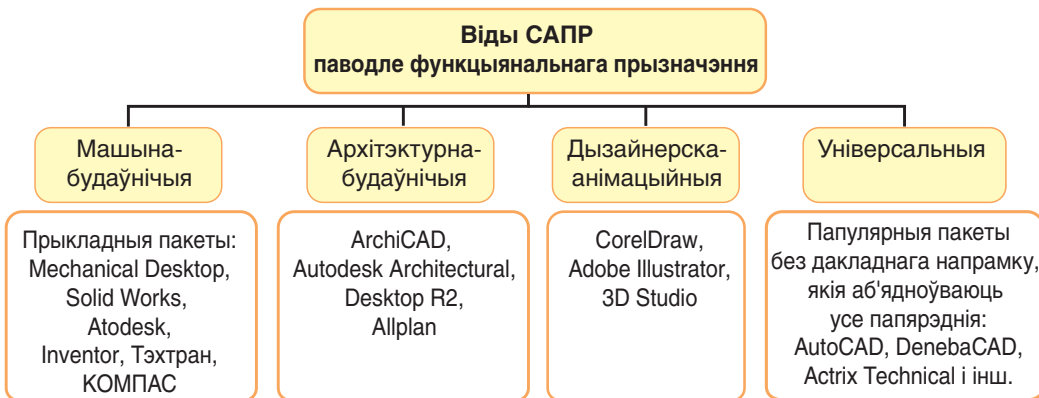 Віды САПР
паводле функцыянальнага прызначэння
Машына-
будаўнічыя
Архітэктурна-
будаўнічыя
Дызайнерска-
анімацыйныя
Універсальныя
Прыкладныя пакеты:
Mechanical Desktop,
Solid Works,
Atodesk,
Inventor, Тэхтран,
КОМПАС
ArchiCAD,
Autodesk Architectural,
Desktop R2,
Allplan
CorelDraw,
Adobe Illustrator,
3D Studio
Папулярныя пакеты
без дакладнага напрамку,
якія аб'ядноўваюць
усе папярэднія:
AutoCAD, DenebaCAD,
Actrix Technical і інш.